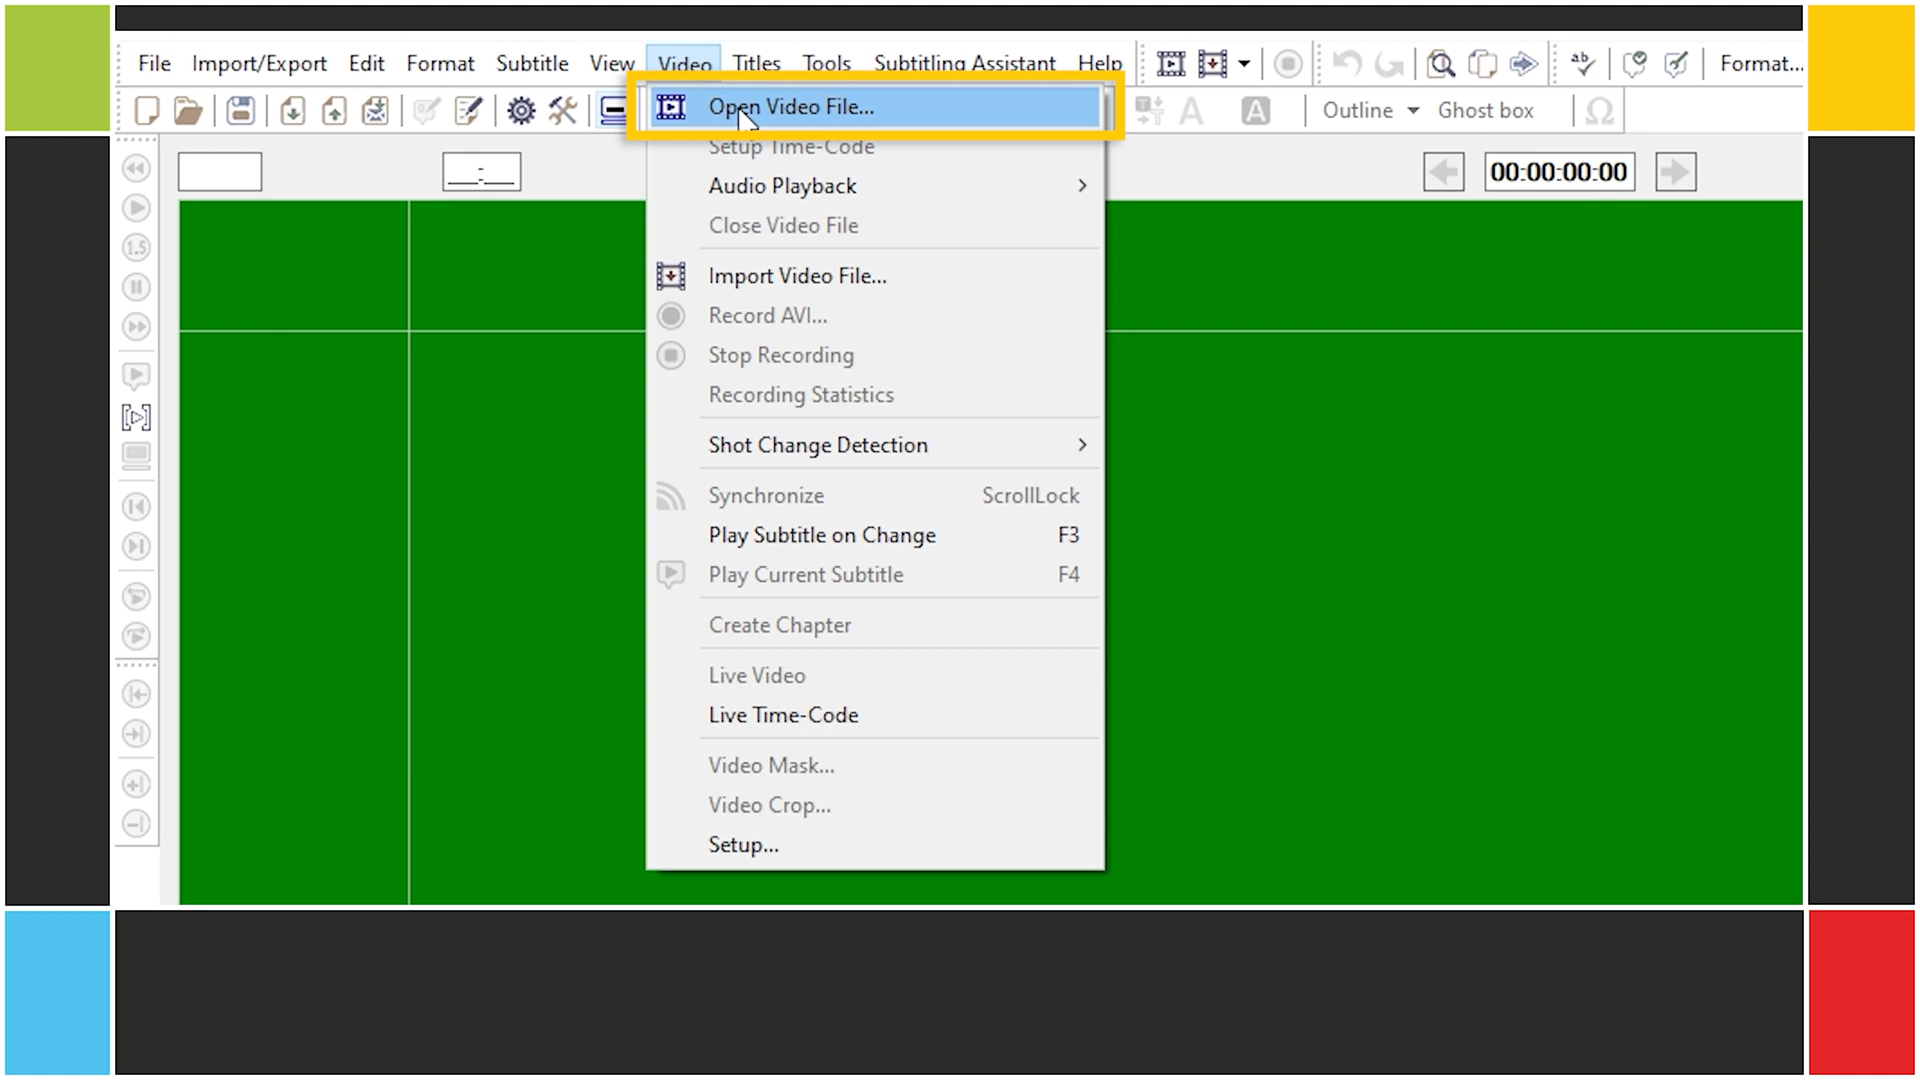 File Import/Export Edit Format Subtitle View Video Titles Tools Subtitling Assistant Help Format...
Outline Ghost box
00:00:00:00
1.5
Open Video File...
Setup Time-Code
Audio Playback
Close Video File
Import Video File...
Record AVI...
Stop Recording
Recording Statistics
Shot Change Detection
Synchronize ScrollLock
Play Subtitle on Change F3
Play Current Subtitle F4
Create Chapter
Live Video
Live Time-Code
Video Mask...
Video Crop...
Setup...